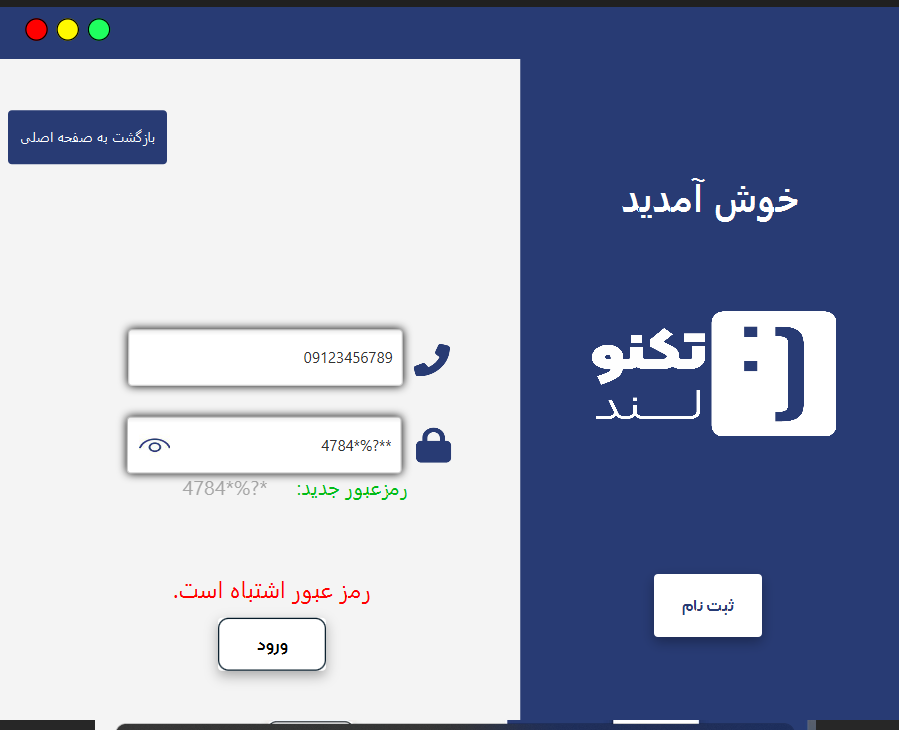 بازگشت به صفحه اصلی
خوش آمدید
تکنو
لند
09123456789
4784*%?**
رمزعبور جدید: 4784*%?*
رمز عبور اشتباه است.
ورود
ثبت نام